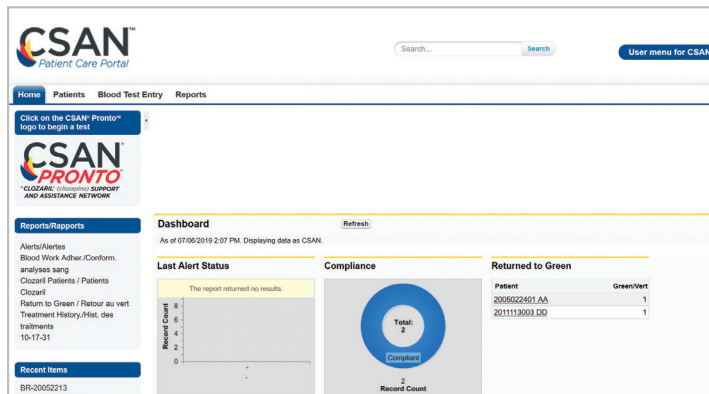 CSAN™
Patient Care Portal
Search...
Search
User menu for CSAN
Home
Patients
Blood Test Entry
Reports
Click on the CSAN® Pronto™
logo to begin a test
CSAN®
PRONTO™
"CLOZARIL® (clozapine) SUPPORT
AND ASSISTANCE NETWORK
Reports/Rapports
Alerts/Alertes
Blood Work Adher./Conform.
analyses sang
Clozaril Patients / Patients
Clozaril
Return to Green / Retour au vert
Treatment History./Hist. des
traitments
10-17-31
Recent Items
BR-20052213
Dashboard
Refresh
As of 07/06/2019 2:07 PM. Displaying data as CSAN.
Last Alert Status
The report returned no results.
Record Count
8
6
4
2
0
-
-
Compliance
Total:
2
Compliant
2
Record Count
Returned to Green
Patient
Green/Vert
2005022401 AA
1
2011113003 DD
1